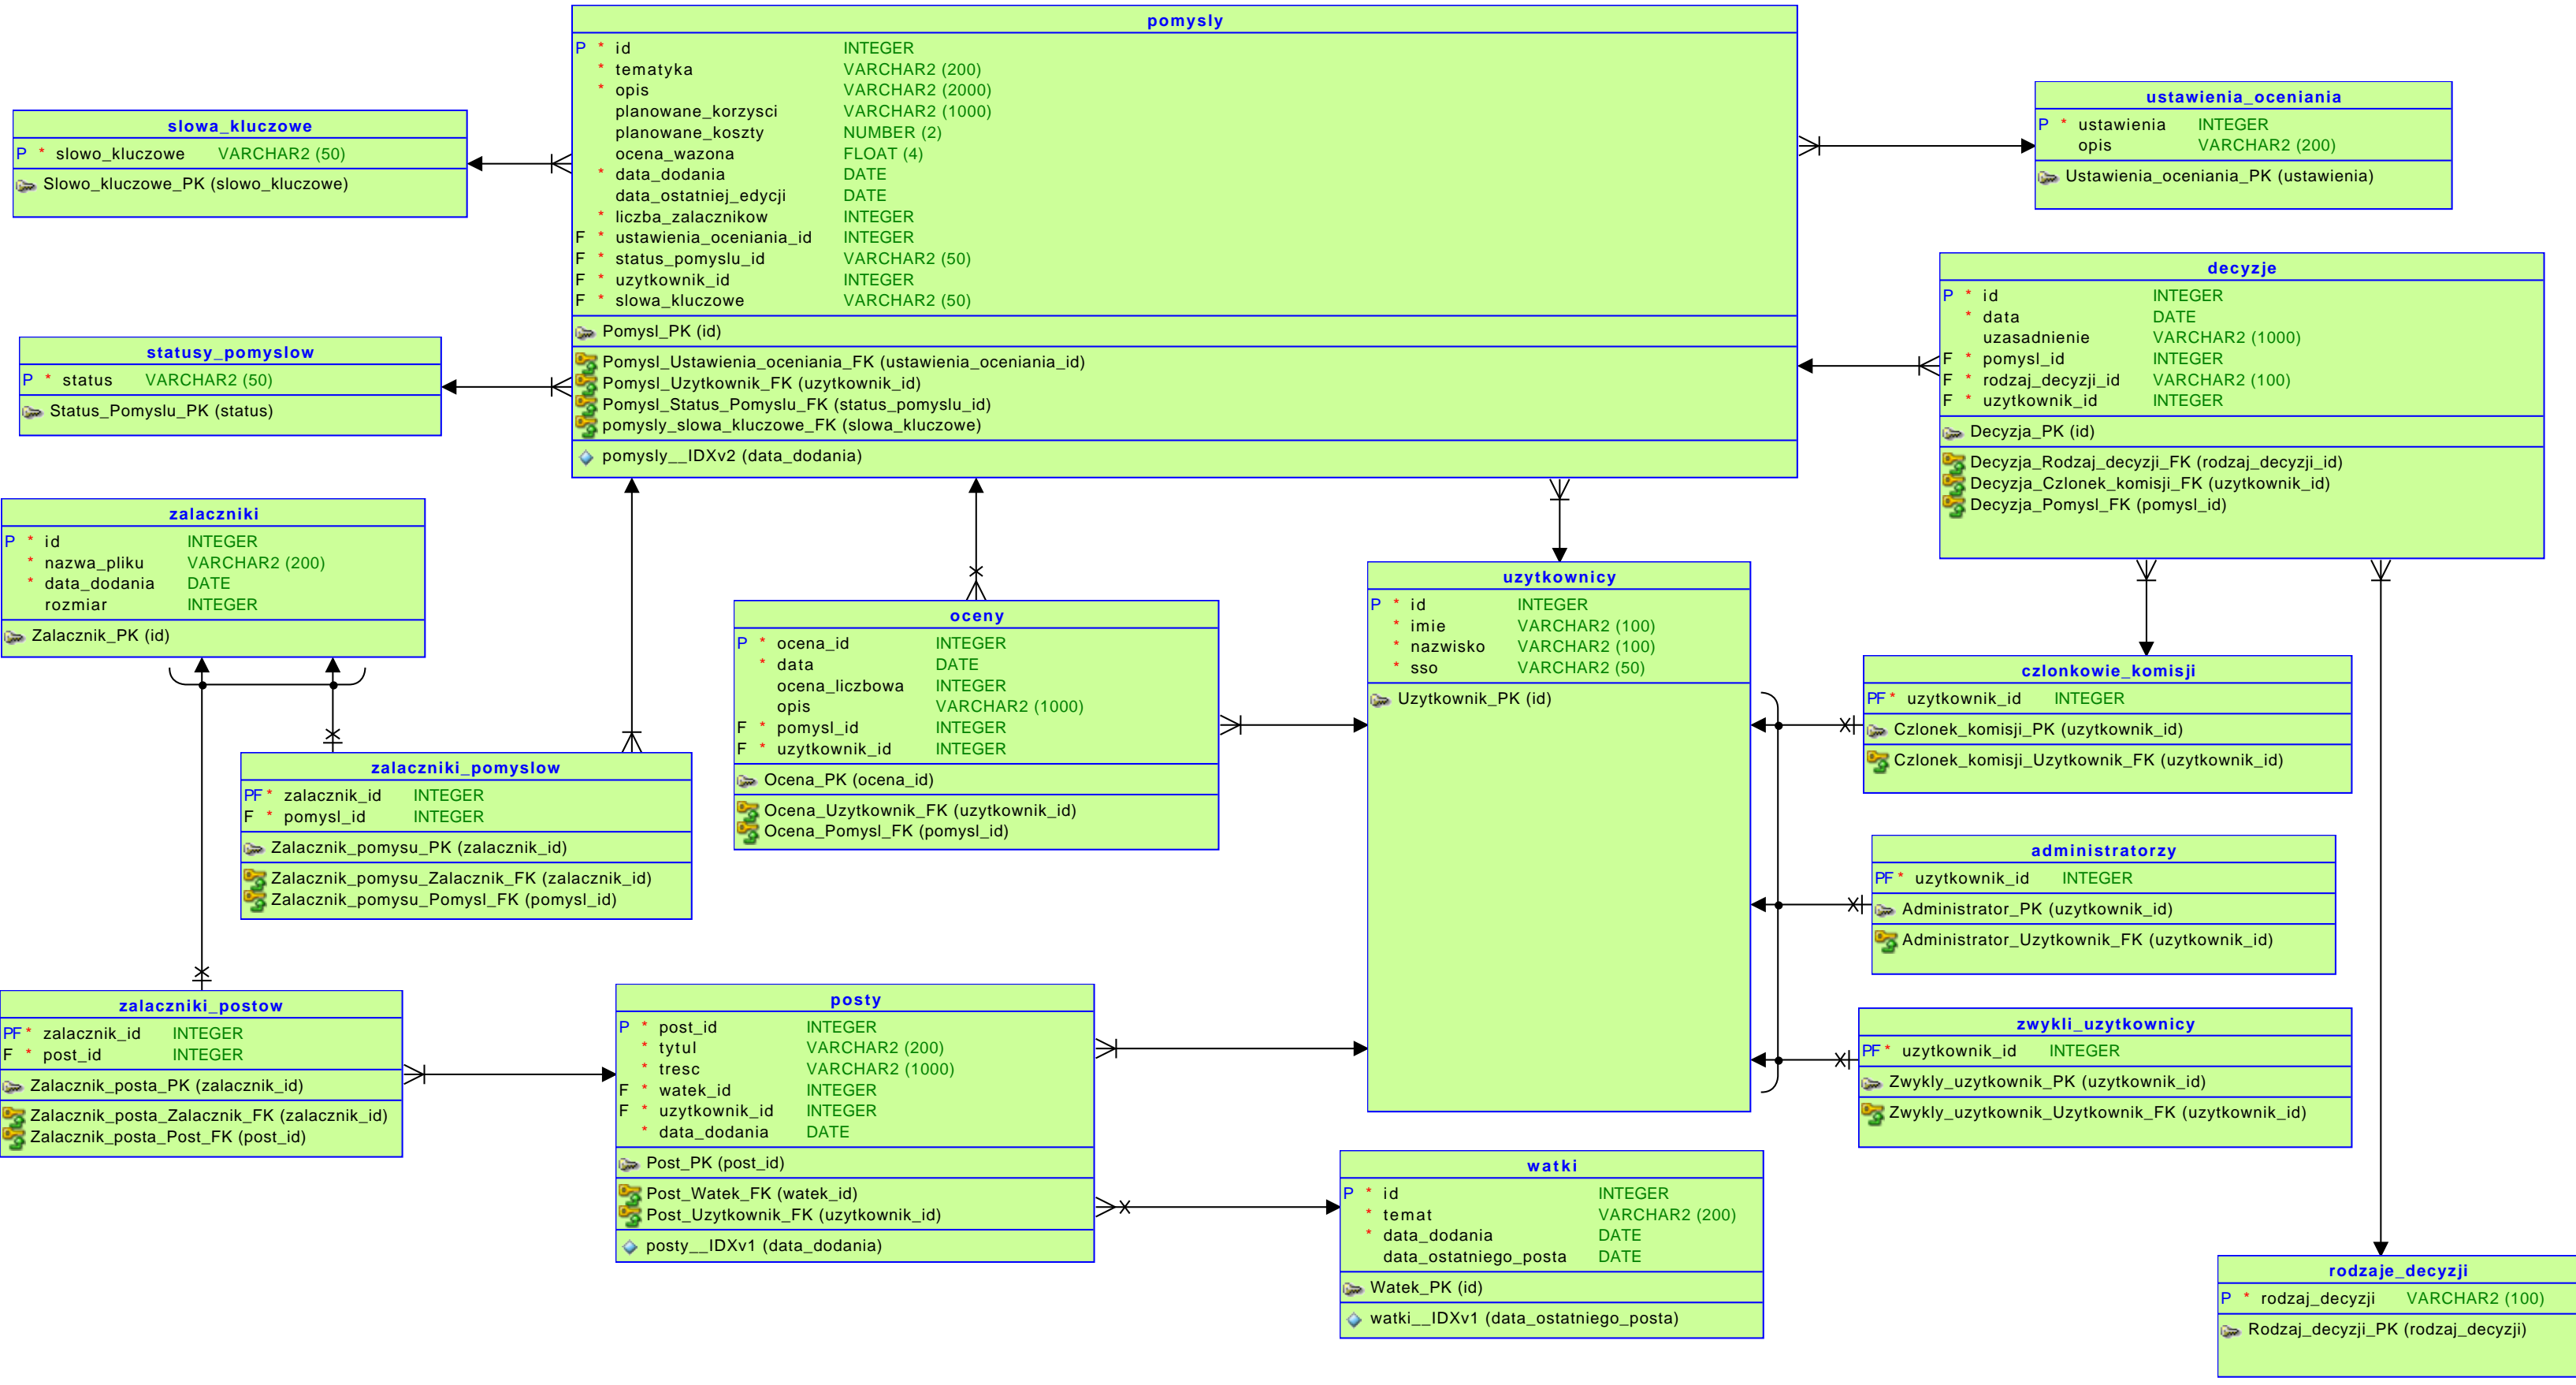 pomysly
P * id INTEGER
* tematyka VARCHAR2 (200)
* opis VARCHAR2 (2000)
planowane_korzysci VARCHAR2 (1000)
planowane_koszty NUMBER (2)
ocena_wazona FLOAT (4)
* data_dodania DATE
data_ostatniej_edycji DATE
* liczba_zalacznikow INTEGER
F * ustawienia_oceniania_id INTEGER
F * status_pomyslu_id VARCHAR2 (50)
F * uzytkownik_id INTEGER
F * slowa_kluczowe VARCHAR2 (50)
Pomysl_PK (id)
Pomysl_Ustawienia_oceniania_FK (ustawienia_oceniania_id)
Pomysl_Uzytkownik_FK (uzytkownik_id)
Pomysl_Status_Pomyslu_FK (status_pomyslu_id)
pomysly_slowa_kluczowe_FK (slowa_kluczowe)
pomysly__IDXv2 (data_dodania)
slowa_kluczowe
P * slowo_kluczowe VARCHAR2 (50)
Slowo_kluczowe_PK (slowo_kluczowe)
ustawienia_oceniania
P * ustawienia INTEGER
opis VARCHAR2 (200)
Ustawienia_oceniania_PK (ustawienia)
statusy_pomyslow
P * status VARCHAR2 (50)
Status_Pomyslu_PK (status)
decyzje
P * id INTEGER
* data DATE
uzasadnienie VARCHAR2 (1000)
F * pomysl_id INTEGER
F * rodzaj_decyzji_id VARCHAR2 (100)
F * uzytkownik_id INTEGER
Decyzja_PK (id)
Decyzja_Rodzaj_decyzji_FK (rodzaj_decyzji_id)
Decyzja_Czlonek_komisji_FK (uzytkownik_id)
Decyzja_Pomysl_FK (pomysl_id)
zalaczniki
P * id INTEGER
* nazwa_pliku VARCHAR2 (200)
* data_dodania DATE
rozmiar INTEGER
Zalacznik_PK (id)
oceny
P * ocena_id INTEGER
* data DATE
ocena_liczbowa INTEGER
opis VARCHAR2 (1000)
F * pomysl_id INTEGER
F * uzytkownik_id INTEGER
Ocena_PK (ocena_id)
Ocena_Uzytkownik_FK (uzytkownik_id)
Ocena_Pomysl_FK (pomysl_id)
uzytkownicy
P * id INTEGER
* imie VARCHAR2 (100)
* nazwisko VARCHAR2 (100)
* sso VARCHAR2 (50)
Uzytkownik_PK (id)
czlonkowie_komisji
PF * uzytkownik_id INTEGER
Czlonek_komisji_PK (uzytkownik_id)
Czlonek_komisji_Uzytkownik_FK (uzytkownik_id)
zalaczniki_pomyslow
PF * zalacznik_id INTEGER
F * pomysl_id INTEGER
Zalacznik_pomysu_PK (zalacznik_id)
Zalacznik_pomysu_Zalacznik_FK (zalacznik_id)
Zalacznik_pomysu_Pomysl_FK (pomysl_id)
administratorzy
PF * uzytkownik_id INTEGER
Administrator_PK (uzytkownik_id)
Administrator_Uzytkownik_FK (uzytkownik_id)
zalaczniki_postow
PF * zalacznik_id INTEGER
F * post_id INTEGER
Zalacznik_posta_PK (zalacznik_id)
Zalacznik_posta_Zalacznik_FK (zalacznik_id)
Zalacznik_posta_Post_FK (post_id)
posty
P * post_id INTEGER
* tytul VARCHAR2 (200)
* tresc VARCHAR2 (1000)
F * watek_id INTEGER
F * uzytkownik_id INTEGER
* data_dodania DATE
Post_PK (post_id)
Post_Watek_FK (watek_id)
Post_Uzytkownik_FK (uzytkownik_id)
posty__IDXv1 (data_dodania)
zwykli_uzytkownicy
PF * uzytkownik_id INTEGER
Zwykly_uzytkownik_PK (uzytkownik_id)
Zwykly_uzytkownik_Uzytkownik_FK (uzytkownik_id)
watki
P * id INTEGER
* temat VARCHAR2 (200)
* data_dodania DATE
data_ostatniego_posta DATE
Watek_PK (id)
watki__IDXv1 (data_ostatniego_posta)
rodzaje_decyzji
P * rodzaj_decyzji VARCHAR2 (100)
Rodzaj_decyzji_PK (rodzaj_decyzji)